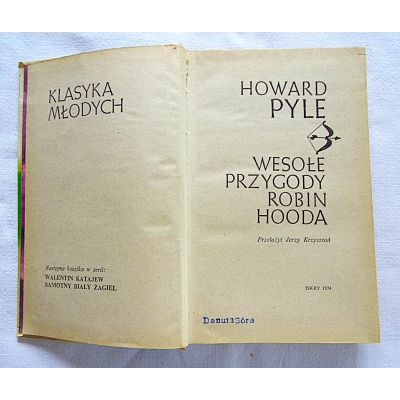 KLASYKA
MŁODYCH
Następna książka w serii:
WALENTIN KATAJEW
SAMOTNY BIAŁY ŻAGIEL
HOWARD
PYLE
WESOŁE
PRZYGODY
ROBIN
HOODA
Przełożył Jerzy Krzysztoń
ISKRY 1974
Danuta Góra